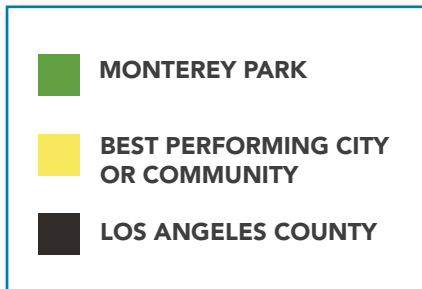 MONTEREY PARK
BEST PERFORMING CITY
OR COMMUNITY
LOS ANGELES COUNTY